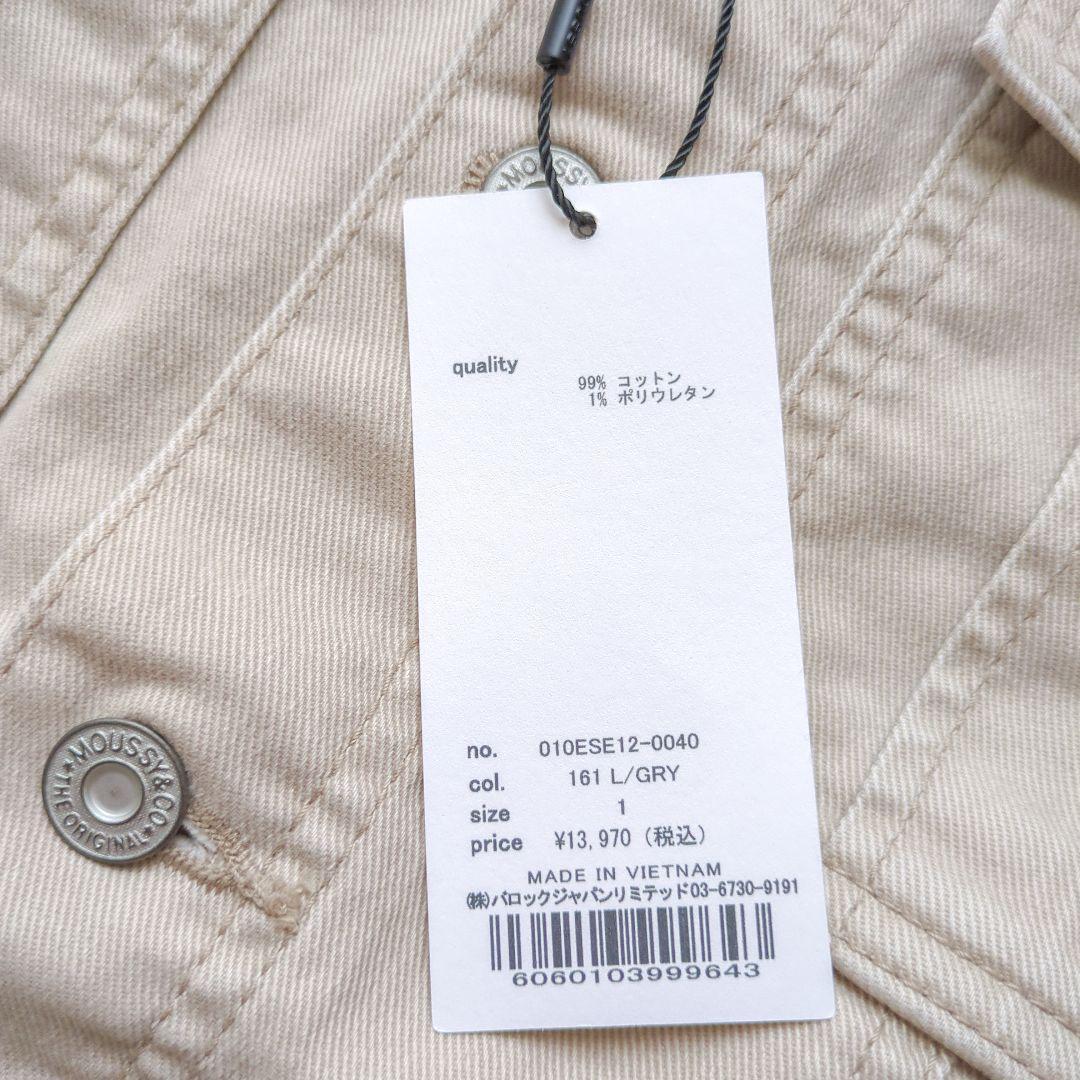 MOUSSY
quality
99% コットン
1% ポリウレタン
no. 010ESE12-0040
col. 161 L/GRY
size 1
price ¥13,970 (税込)
MADE IN VIETNAM
㈱バロックジャパンリミテッド03-6730-9191
6060103999643
★MOUSSY&CO★
THE ORIGINAL